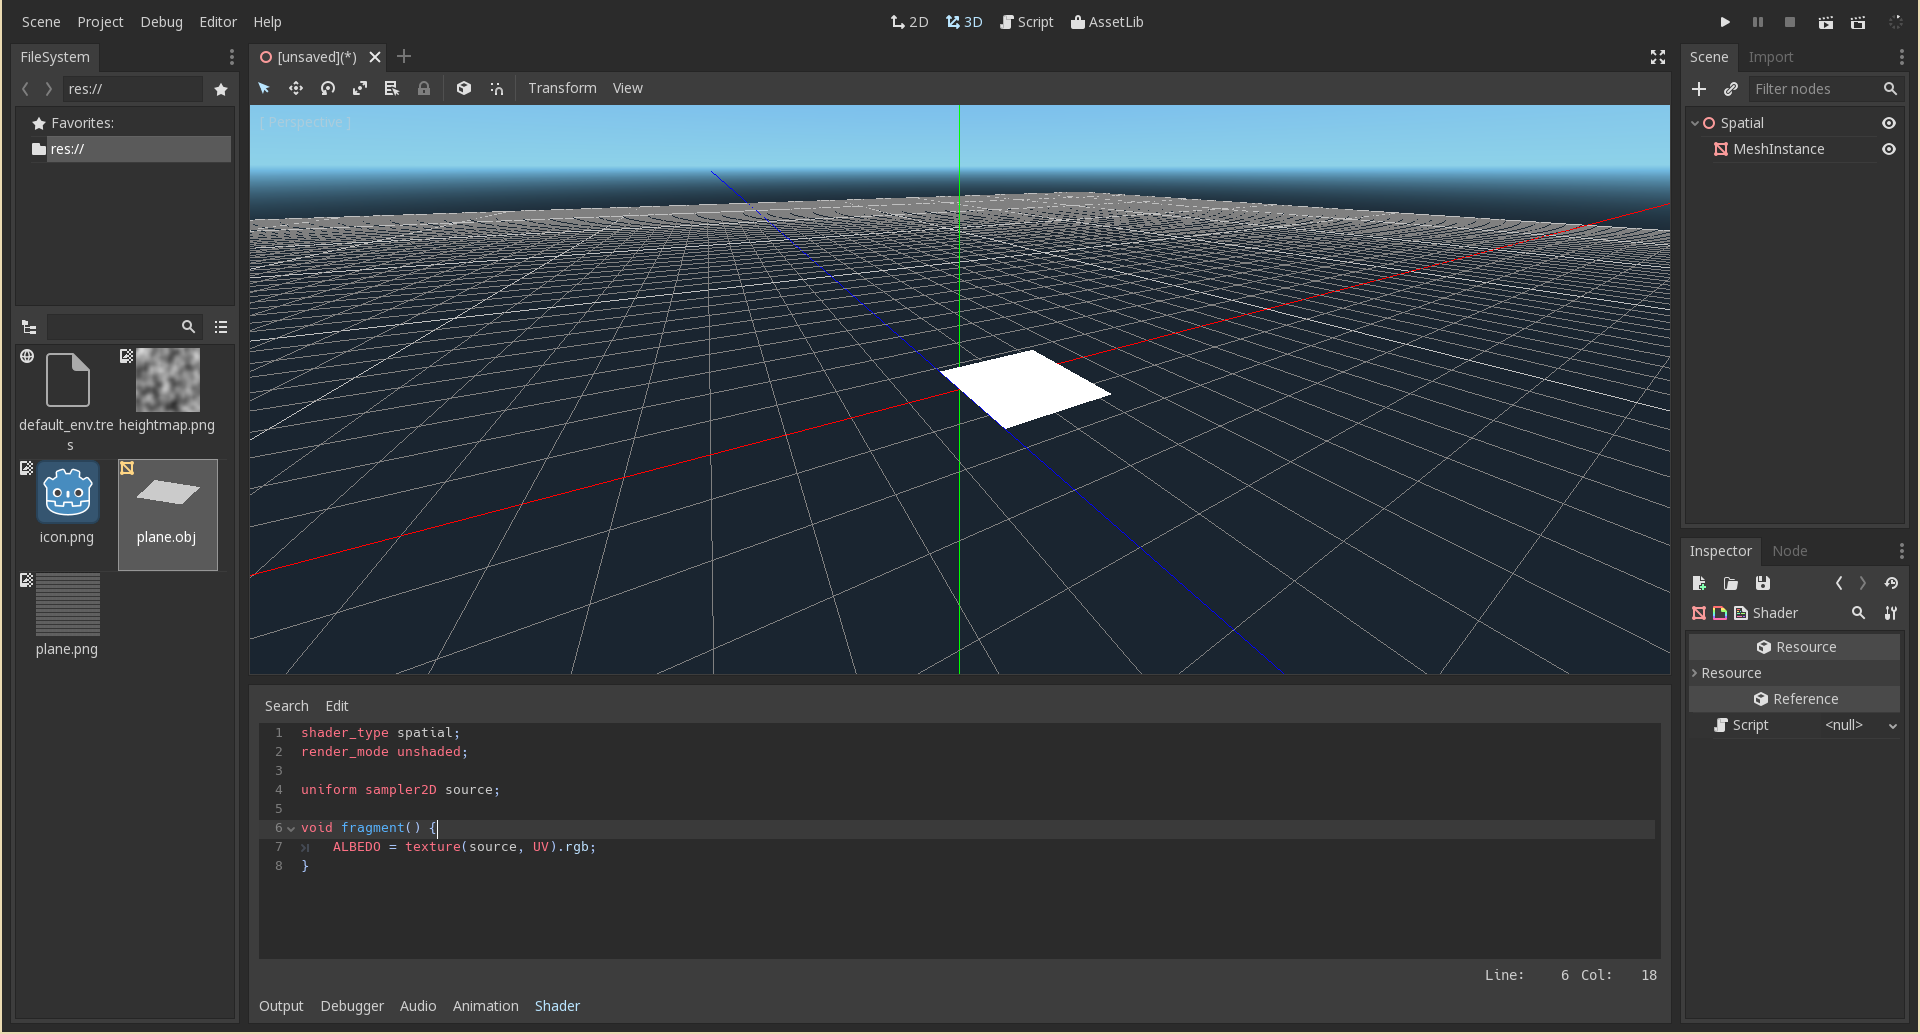 Scene Project Debug Editor Help
2D 3D Script AssetLib
FileSystem
res://
Favorites:
res://
default_env.tre
s
heightmap.png
icon.png
plane.obj
plane.png
[unsaved](*)
Transform View
[ Perspective ]
Search Edit
1 shader_type spatial;
2 render_mode unshaded;
3
4 uniform sampler2D source;
5
6 void fragment() {
7 ALBEDO = texture(source, UV).rgb;
8 }
Line: 6 Col: 18
Output Debugger Audio Animation Shader
Scene Import
Filter nodes
Spatial
MeshInstance
Inspector Node
Shader
Resource
Resource
Reference
Script <null>